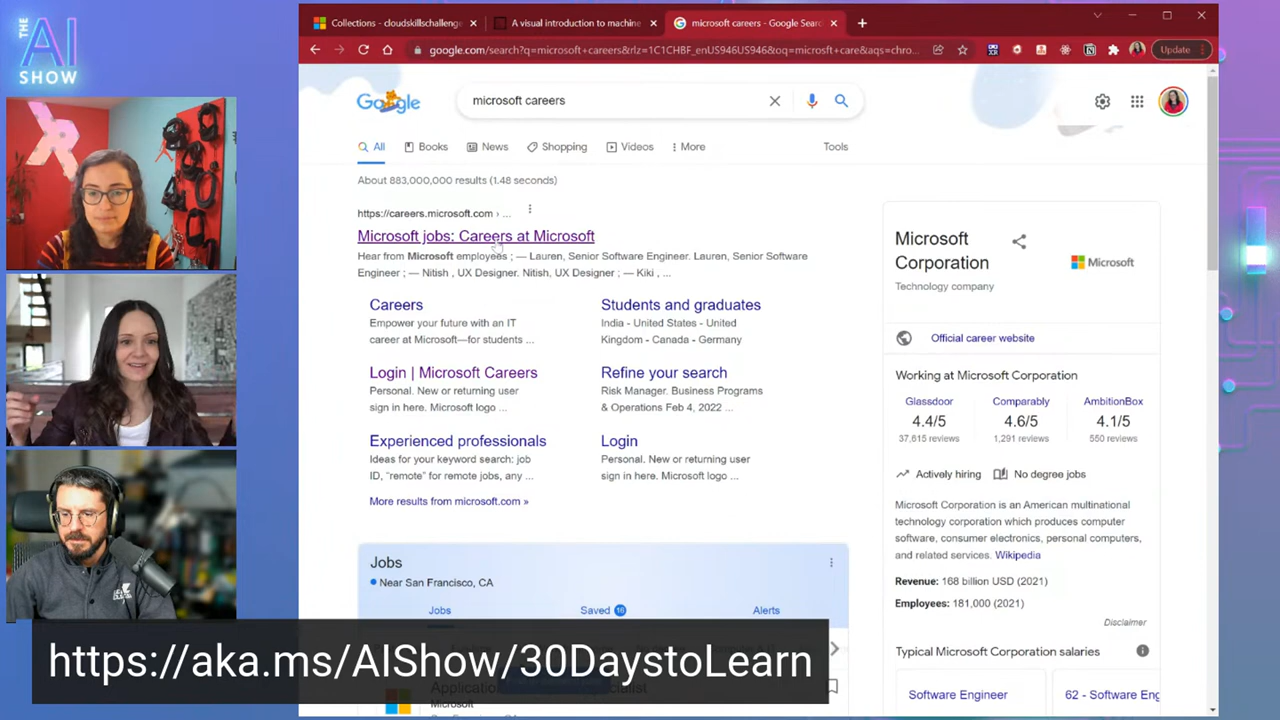 THE
AI
SHOW
Collections - cloudskillchallenge
A visual introduction to machine
microsoft careers - Google Sear
google.com/search?q=microsoft+careers&rlz=1C1CHBF_enUS946US946&oq=microsft+care&aqs=chro...
Update
Google
microsoft careers
All
Books
News
Shopping
Videos
More
Tools
About 883,000,000 results (1.48 seconds)
https://careers.microsoft.com › ...
Microsoft jobs: Careers at Microsoft
Hear from Microsoft employees ; — Lauren, Senior Software Engineer. Lauren, Senior Software
Engineer ; — Nitish , UX Designer. Nitish, UX Designer ; — Kiki , ...
Careers
Empower your future with an IT
career at Microsoft—for students ...
Students and graduates
India - United States - United
Kingdom - Canada - Germany
Login | Microsoft Careers
Personal. New or returning user
sign in here. Microsoft logo ...
Refine your search
Risk Manager. Business Programs
& Operations Feb 4, 2022 ...
Experienced professionals
Ideas for your keyword search: job
ID, "remote" for remote jobs, any ...
Login
Personal. New or returning user
sign in here. Microsoft logo ...
More results from microsoft.com »
Jobs
Near San Francisco, CA
Jobs
Saved 18
Alerts
Microsoft
Corporation
Technology company
Microsoft
Official career website
Working at Microsoft Corporation
Glassdoor
4.4/5
37,615 reviews
Comparably
4.6/5
1,291 reviews
AmbitionBox
4.1/5
550 reviews
Actively hiring
No degree jobs
Microsoft Corporation is an American multinational
technology corporation which produces computer
software, consumer electronics, personal computers,
and related services. Wikipedia
Revenue: 168 billion USD (2021)
Employees: 181,000 (2021)
Disclaimer
Typical Microsoft Corporation salaries
Software Engineer
62 - Software Eng
https://aka.ms/AIShow/30DaystoLearn
Microsoft